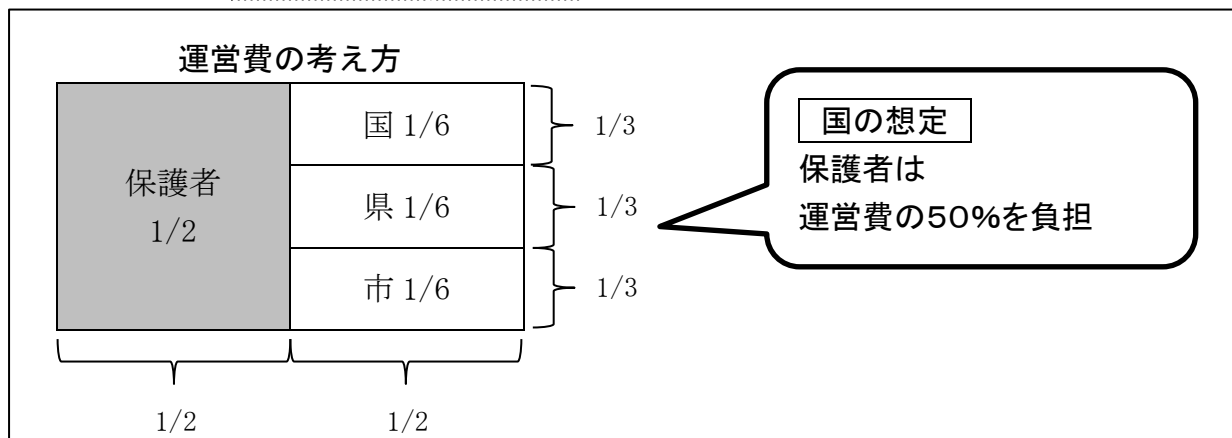 運営費の考え方
保護者
1/2
国 1/6
県 1/6
市 1/6
1/3
1/3
1/3
1/2
1/2
国の想定
保護者は
運営費の50％を負担